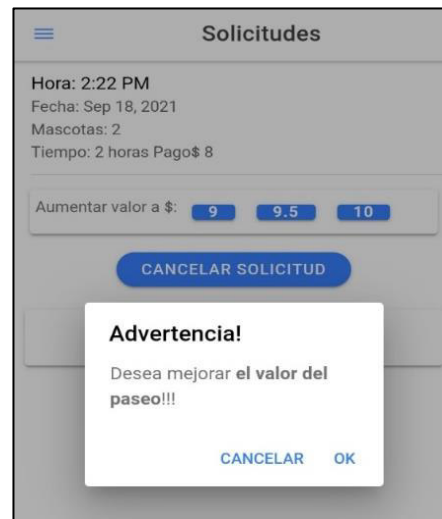 Solicitudes
Hora: 2:22 PM
Fecha: Sep 18, 2021
Mascotas: 2
Tiempo: 2 horas Pago$ 8
Aumentar valor a $: 9 9.5 10
CANCELAR SOLICITUD
Advertencia!
Desea mejorar el valor del
paseo!!!
CANCELAR OK